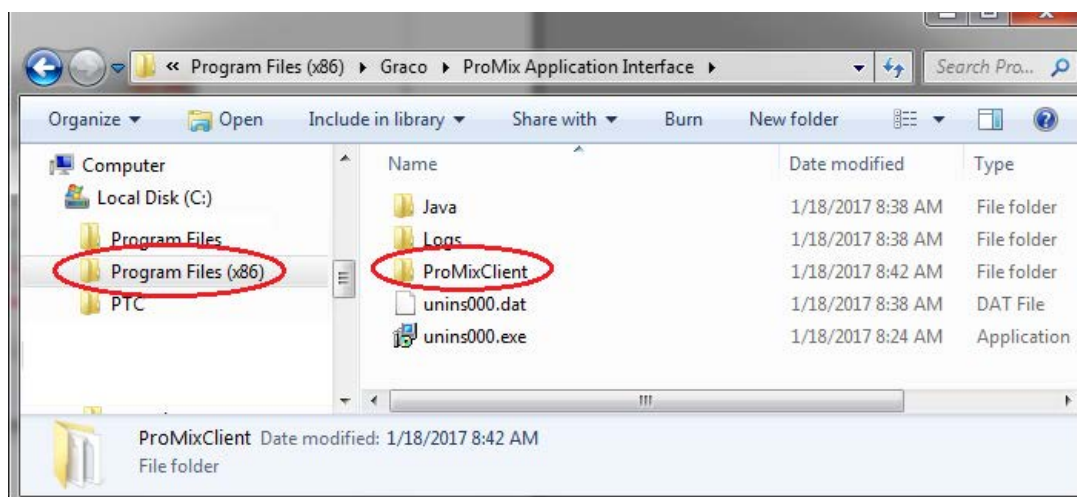 « Program Files (x86) ▸ Graco ▸ ProMix Application Interface ▸
Search Pro...
Organize Open Include in library Share with Burn New folder
Computer
Local Disk (C:)
Program Files
Program Files (x86)
PTC
Name Date modified Type
Java 1/18/2017 8:38 AM File folder
Logs 1/18/2017 8:38 AM File folder
ProMixClient 1/18/2017 8:42 AM File folder
unins000.dat 1/18/2017 8:38 AM DAT File
unins000.exe 1/18/2017 8:24 AM Application
ProMixClient Date modified: 1/18/2017 8:42 AM
File folder